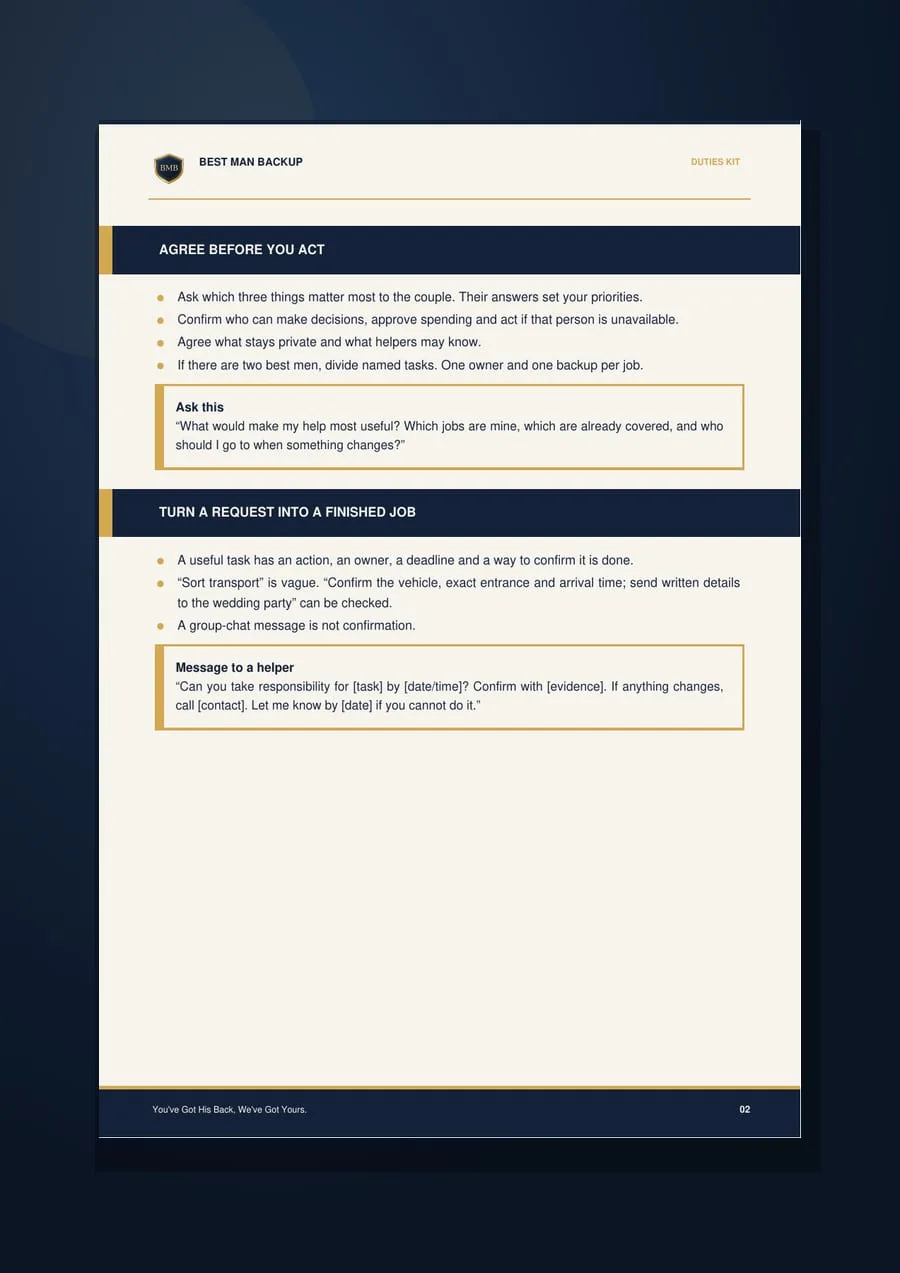 BMB
BEST MAN BACKUP
DUTIES KIT
AGREE BEFORE YOU ACT
Ask which three things matter most to the couple. Their answers set your priorities.
Confirm who can make decisions, approve spending and act if that person is unavailable.
Agree what stays private and what helpers may know.
If there are two best men, divide named tasks. One owner and one backup per job.
Ask this
“What would make my help most useful? Which jobs are mine, which are already covered, and who
should I go to when something changes?”
TURN A REQUEST INTO A FINISHED JOB
A useful task has an action, an owner, a deadline and a way to confirm it is done.
“Sort transport” is vague. “Confirm the vehicle, exact entrance and arrival time; send written details
to the wedding party” can be checked.
A group-chat message is not confirmation.
Message to a helper
“Can you take responsibility for [task] by [date/time]? Confirm with [evidence]. If anything changes,
call [contact]. Let me know by [date] if you cannot do it.”
You've Got His Back, We've Got Yours.
02